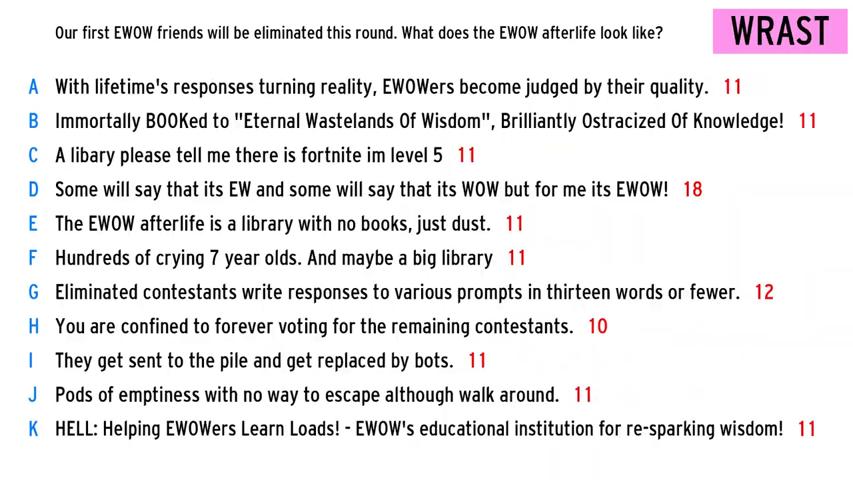 Our first EWOW friends will be eliminated this round. What does the EWOW afterlife look like? WRAST
A With lifetime's responses turning reality, EWOWers become judged by their quality. 11
B Immortally BOOKed to "Eternal Wastelands Of Wisdom", Brilliantly Ostracized Of Knowledge! 11
C A libary please tell me there is fortnite im level 5 11
D Some will say that its EW and some will say that its WOW but for me its EWOW! 18
E The EWOW afterlife is a library with no books, just dust. 11
F Hundreds of crying 7 year olds. And maybe a big library 11
G Eliminated contestants write responses to various prompts in thirteen words or fewer. 12
H You are confined to forever voting for the remaining contestants. 10
I They get sent to the pile and get replaced by bots. 11
J Pods of emptiness with no way to escape although walk around. 11
K HELL: Helping EWOWers Learn Loads! - EWOW's educational institution for re-sparking wisdom! 11